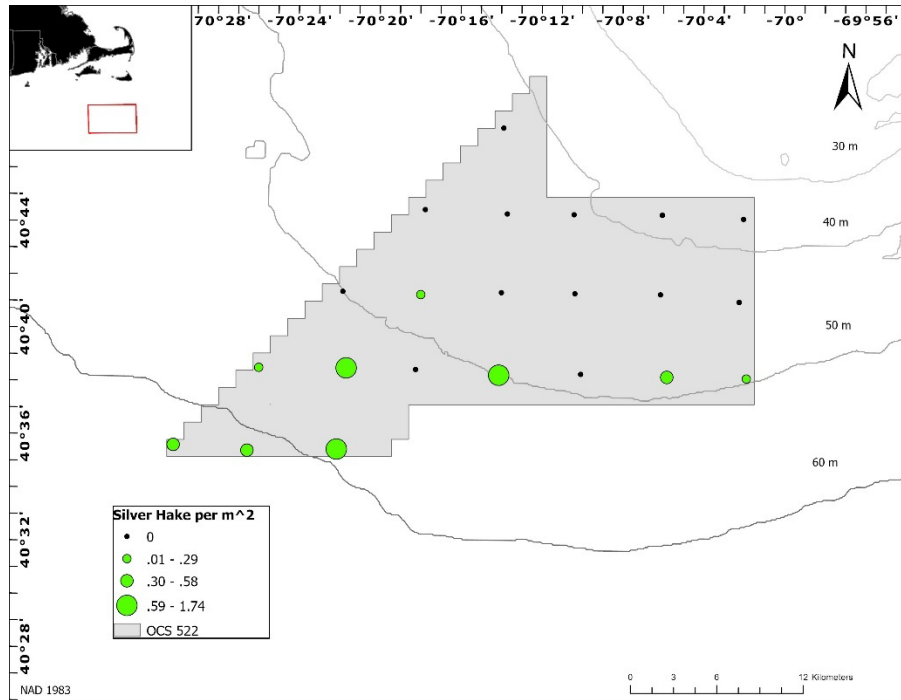 70°28' 70°24' 70°18' 70°14' 70°12' 70°8' 70°4' 70° -69°56'
N
30 m
40°44'
40 m
40°40'
50 m
40°36'
60 m
Silver Hake per m^2
0
.01 - .29
.30 - .58
.59 - 1.74
OCS 522
40°32'
40°28'
NAD 1983
0 3 6 12 Kilometers